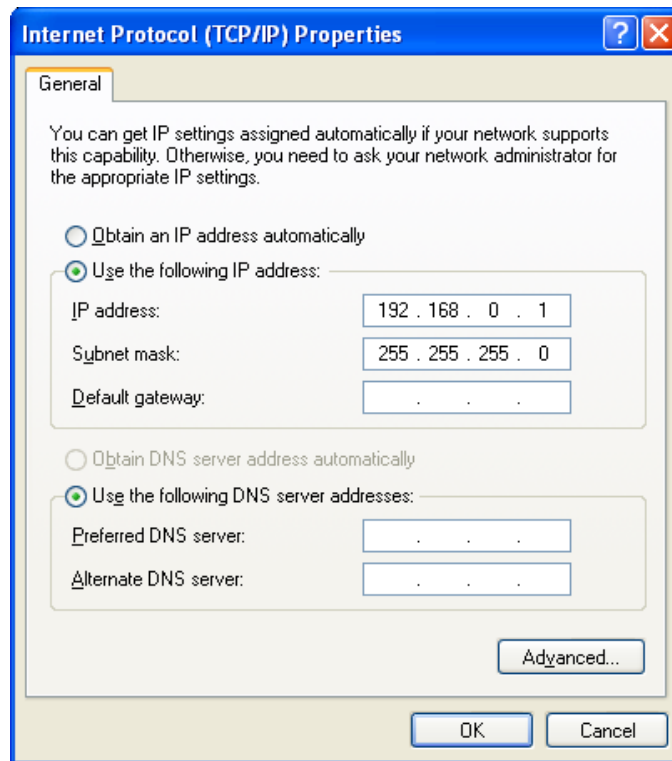 Internet Protocol (TCP/IP) Properties
General
You can get IP settings assigned automatically if your network supports
this capability. Otherwise, you need to ask your network administrator for
the appropriate IP settings.
Obtain an IP address automatically
Use the following IP address:
IP address: 192 . 168 . 0 . 1
Subnet mask: 255 . 255 . 255 . 0
Default gateway: . . .
Obtain DNS server address automatically
Use the following DNS server addresses:
Preferred DNS server: . . .
Alternate DNS server: . . .
Advanced...
OK Cancel